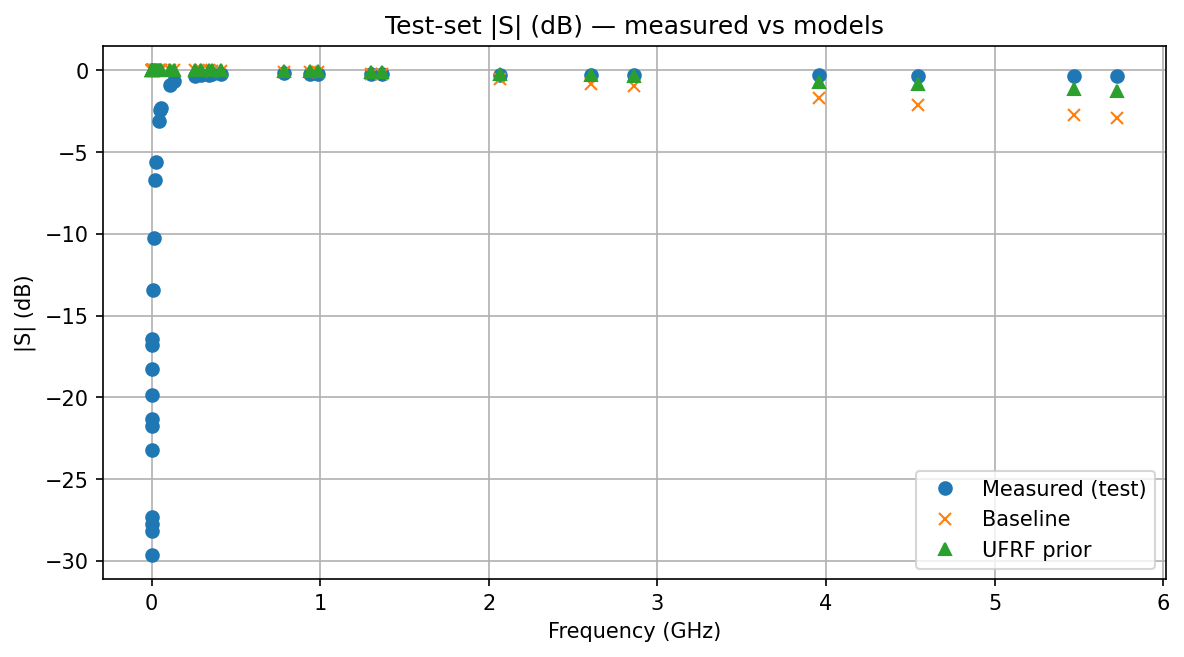 Test-set |S| (dB) — measured vs models
|S| (dB)
0
−5
−10
−15
−20
−25
−30
0 1 2 3 4 5 6
Frequency (GHz)
Measured (test)
Baseline
UFRF prior